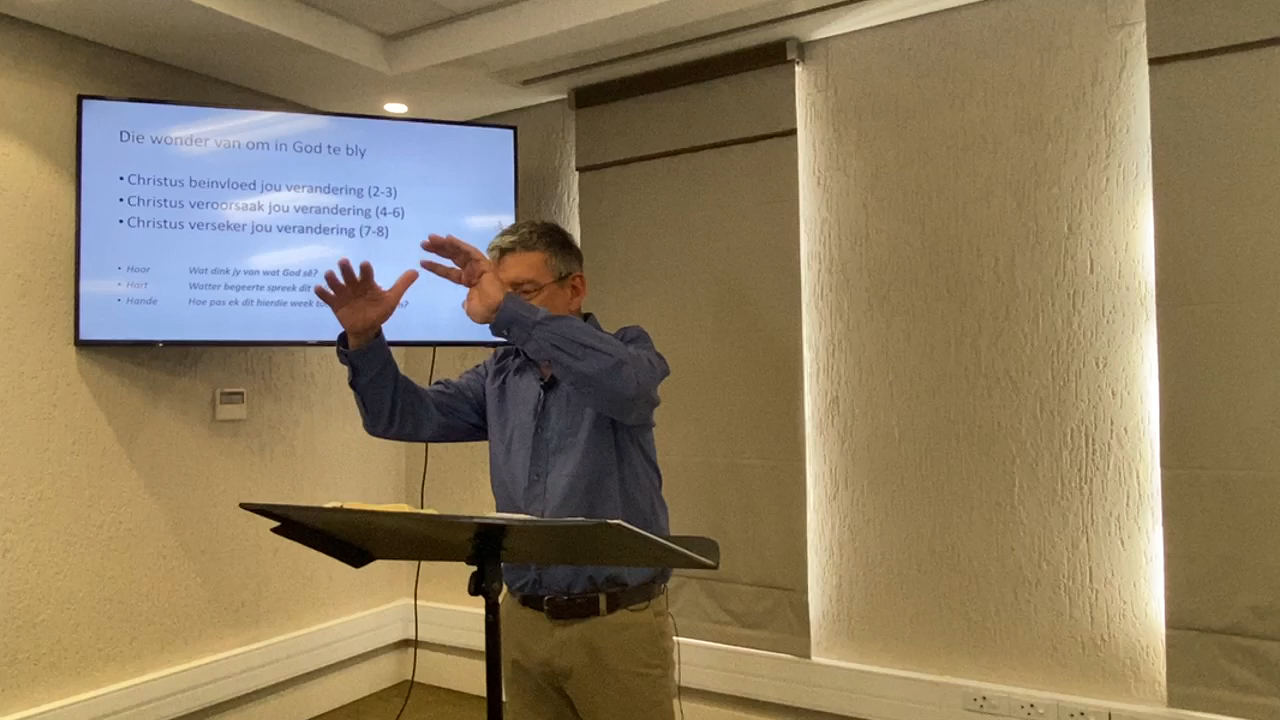 Die wonder van om in God te bly
• Christus beinvloed jou verandering (2-3)
• Christus veroorsaak jou verandering (4-6)
• Christus verseker jou verandering (7-8)
• Hoor Wat dink jy van wat God sê?
• Hart Watter begeerte spreek dit
• Hande Hoe pas ek dit hierdie week